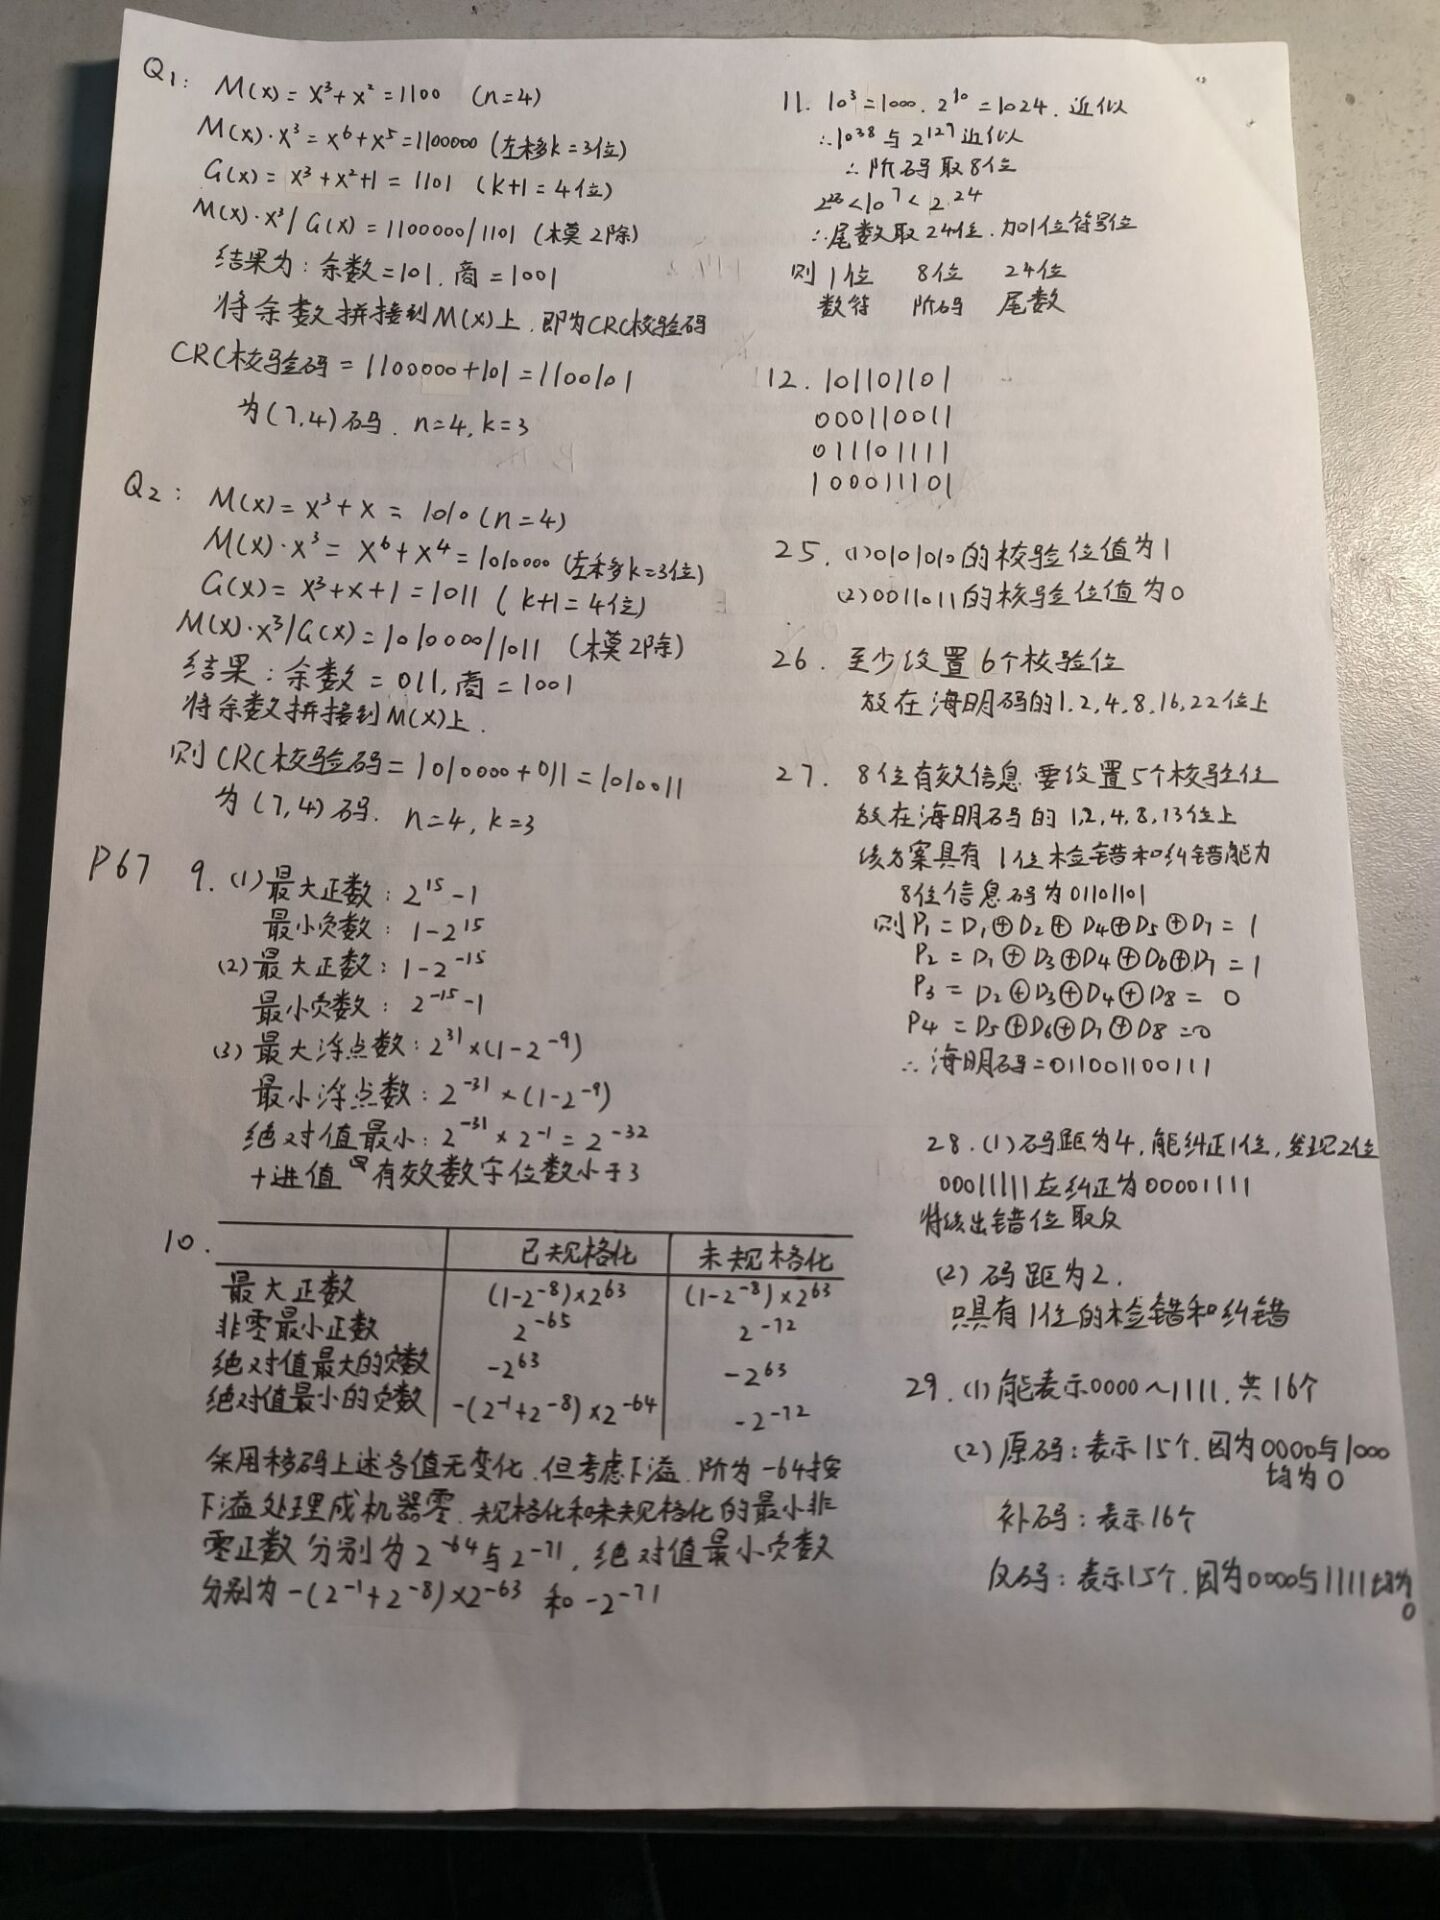 Q1: M(x) = x³+x² = 1100 (n=4)
M(x)·x³ = x⁶+x⁵ = 1100000 (左移k=3位)
G(x) = x³+x²+1 = 1101 (k+1=4位)
M(x)·x³/G(x) = 1100000/1101 (模2除)
结果为: 余数=101, 商=1001
将余数拼接到M(x)上, 即为CRC校验码
CRC校验码 = 1100000+101 = 1100101
为(7,4)码. n=4, k=3
Q2: M(x) = x³+x = 1010 (n=4)
M(x)·x³ = x⁶+x⁴ = 1010000 (左移k=3位)
G(x) = x³+x+1 = 1011 (k+1=4位)
M(x)·x³/G(x) = 1010000/1011 (模2除)
结果: 余数=011, 商=1001
将余数拼接到M(x)上.
则CRC校验码 = 1010000+011 = 1010011
为(7,4)码. n=4, k=3
P67 9. (1) 最大正数: 2¹⁵-1
最小负数: 1-2¹⁵
(2) 最大正数: 1-2⁻¹⁵
最小负数: 2⁻¹⁵-1
(3) 最大浮点数: 2³¹×(1-2⁻⁹)
最小浮点数: 2⁻³¹×(1-2⁻⁹)
绝对值最小: 2⁻³¹×2⁻¹=2⁻³²
十进值 有效数字位数小于3
10. 已规格化 未规格化
最大正数 (1-2⁻⁸)×2⁶³ (1-2⁻⁸)×2⁶³
非零最小正数 2⁻⁶⁵ 2⁻⁷²
绝对值最大的负数 -2⁶³ -2⁶³
绝对值最小的负数 -(2⁻¹+2⁻⁸)×2⁻⁶⁴ -2⁻⁷²
采用移码上述各值无变化, 但考虑下溢, 阶为-64按
下溢处理成机器零, 规格化和未规格化的最小非
零正数分别为2⁻⁶⁴与2⁻⁷¹, 绝对值最小负数
分别为-(2⁻¹+2⁻⁸)×2⁻⁶³ 和 -2⁻⁷¹
11. 10³=1000. 2¹⁰=1024. 近似
∴10³⁸与2¹²⁷近似
∴阶码取8位
2²³<10⁷<2²⁴
∴尾数取24位, 加1位符号位
则 1位 8位 24位
数符 阶码 尾数
12. 101101101
000110011
011101111
100011101
25. (1) 0101010的校验位值为1
(2) 0011011的校验位值为0
26. 至少设置6个校验位
放在海明码的1.2.4.8.16.22位上
27. 8位有效信息要设置5个校验位
放在海明码的1,2,4,8,13位上
该方案具有1位检错和纠错能力
8位信息码为01101101
则P1 = D1⊕D2⊕D4⊕D5⊕D7 = 1
P2 = D1⊕D3⊕D4⊕D6⊕D7 = 1
P3 = D2⊕D3⊕D4⊕D8 = 0
P4 = D5⊕D6⊕D7⊕D8 = 0
∴海明码=011001100111
28. (1) 码距为4, 能纠正1位, 发现2位
00011111应纠正为00001111
将该出错位取反
(2) 码距为2.
只具有1位的检错和纠错
29. (1) 能表示0000~1111. 共16个
(2) 原码: 表示15个. 因为0000与1000
均为0
补码: 表示16个
反码: 表示15个. 因为0000与1111均为
0